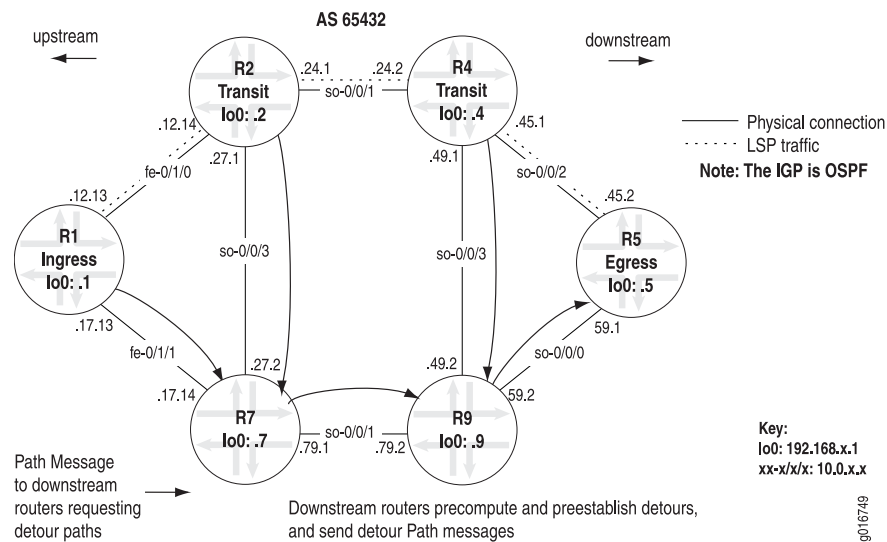 AS 65432
upstream
downstream
R2
Transit
lo0: .2
.24.1
.24.2
so-0/0/1
R4
Transit
lo0: .4
.12.14
.27.1
.49.1
.45.1
Physical connection
LSP traffic
Note: The IGP is OSPF
fe-0/1/0
so-0/0/2
.12.13
.45.2
R1
Ingress
lo0: .1
so-0/0/3
so-0/0/3
R5
Egress
lo0: .5
.17.13
59.1
fe-0/1/1
so-0/0/0
.27.2
.49.2
.17.14
59.2
R7
lo0: .7
so-0/0/1
.79.1
.79.2
R9
lo0: .9
Key:
lo0: 192.168.x.1
xx-x/x/x: 10.0.x.x
Path Message
to downstream
routers requesting
detour paths
Downstream routers precompute and preestablish detours,
and send detour Path messages
g016749